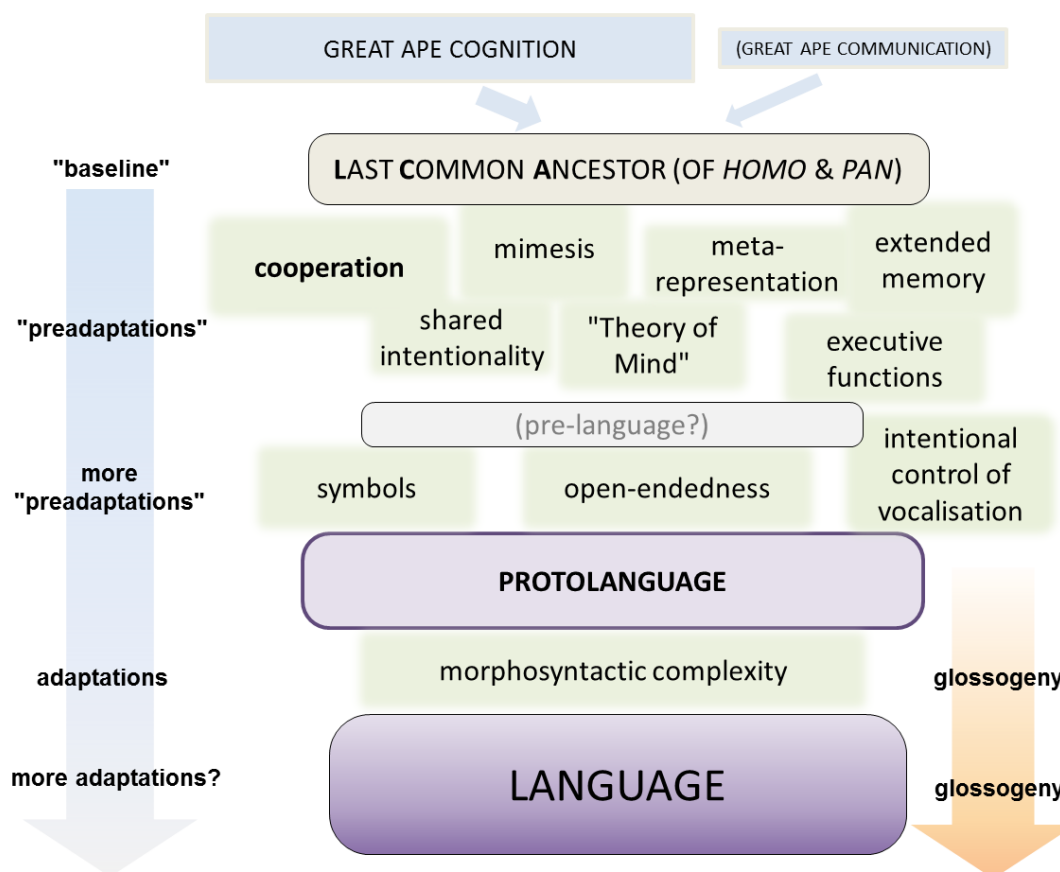 GREAT APE COGNITION
(GREAT APE COMMUNICATION)
"baseline"
LAST COMMON ANCESTOR (OF HOMO & PAN)
cooperation
mimesis
meta-
representation
extended
memory
"preadaptations"
shared
intentionality
"Theory of
Mind"
executive
functions
(pre-language?)
more
"preadaptations"
symbols
open-endedness
intentional
control of
vocalisation
PROTOLANGUAGE
adaptations
morphosyntactic complexity
glossogeny
more adaptations?
LANGUAGE
glossogeny